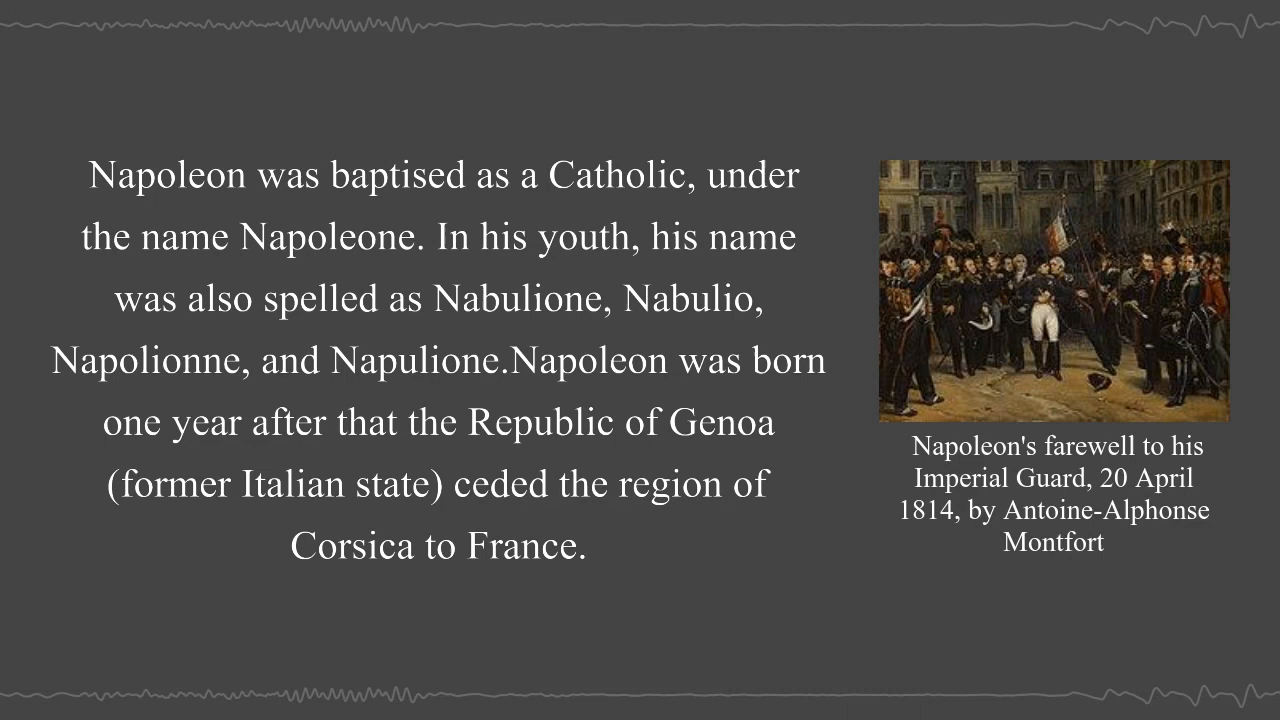 Napoleon was baptised as a Catholic, under
the name Napoleone. In his youth, his name
was also spelled as Nabulione, Nabulio,
Napolionne, and Napulione.Napoleon was born
one year after that the Republic of Genoa
(former Italian state) ceded the region of
Corsica to France.
Napoleon's farewell to his
Imperial Guard, 20 April
1814, by Antoine-Alphonse
Montfort